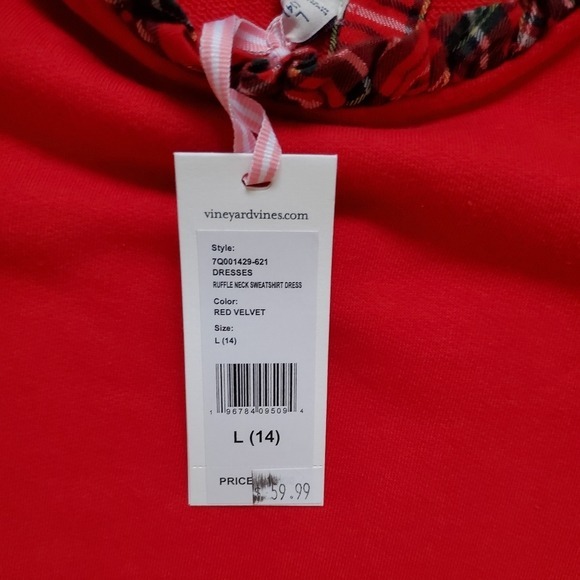 vineyardvines.com
Style:
7Q001429-621
DRESSES
RUFFLE NECK SWEATSHIRT DRESS
Color:
RED VELVET
Size:
L (14)
1 96784 09509 4
L (14)
PRICE
$ 59.99